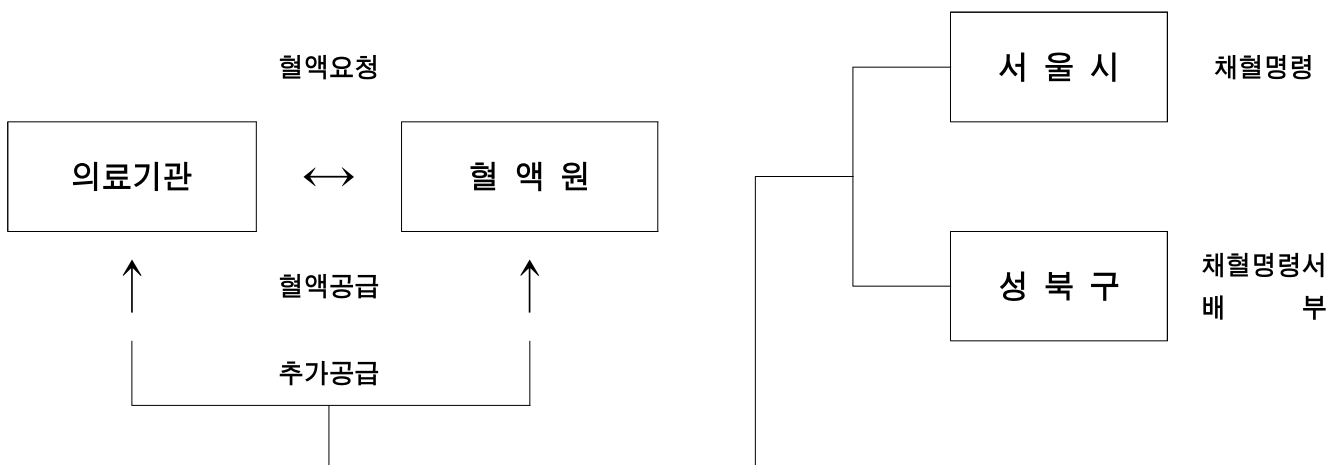 혈액요청
의료기관 ↔ 혈 액 원
혈액공급
추가공급
서 울 시 채혈명령
성 북 구 채혈명령서
배 부